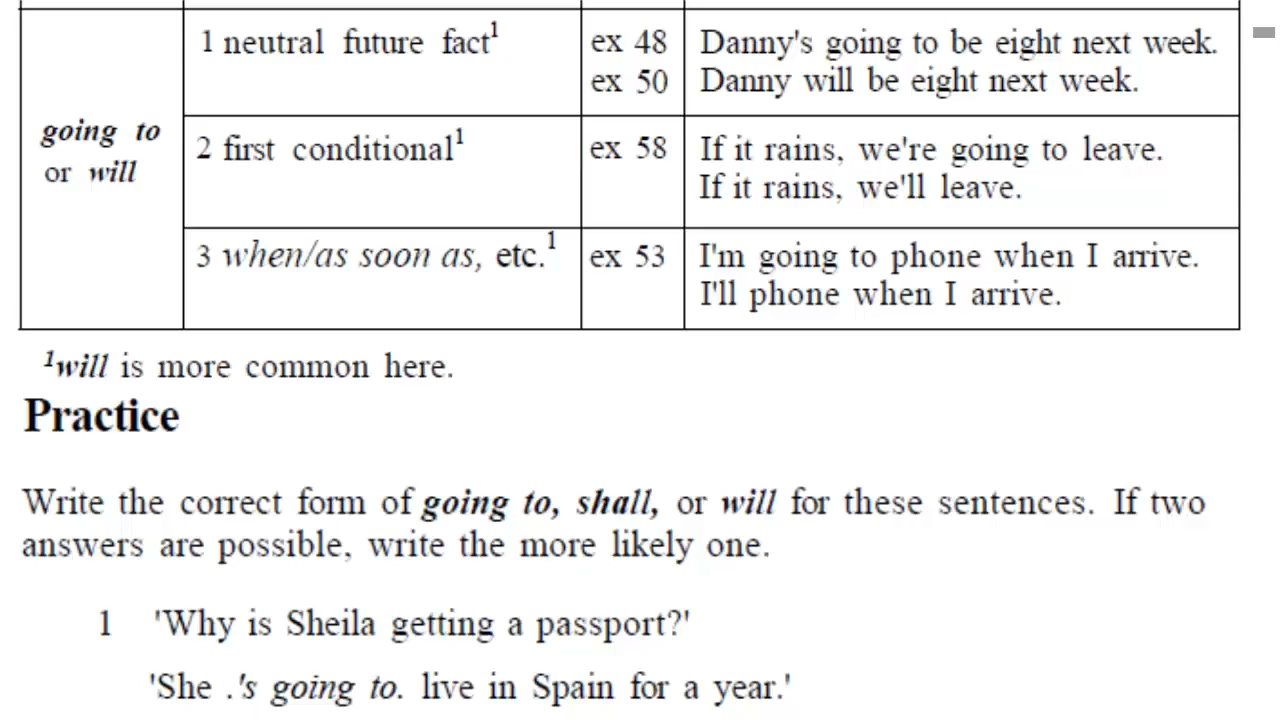 1 neutral future fact1 ex 48 Danny's going to be eight next week.
ex 50 Danny will be eight next week.
going to
or will
2 first conditional1 ex 58 If it rains, we're going to leave.
If it rains, we'll leave.
3 when/as soon as, etc.1 ex 53 I'm going to phone when I arrive.
I'll phone when I arrive.
1will is more common here.
Practice
Write the correct form of going to, shall, or will for these sentences. If two
answers are possible, write the more likely one.
1 'Why is Sheila getting a passport?'
'She .'s going to. live in Spain for a year.'